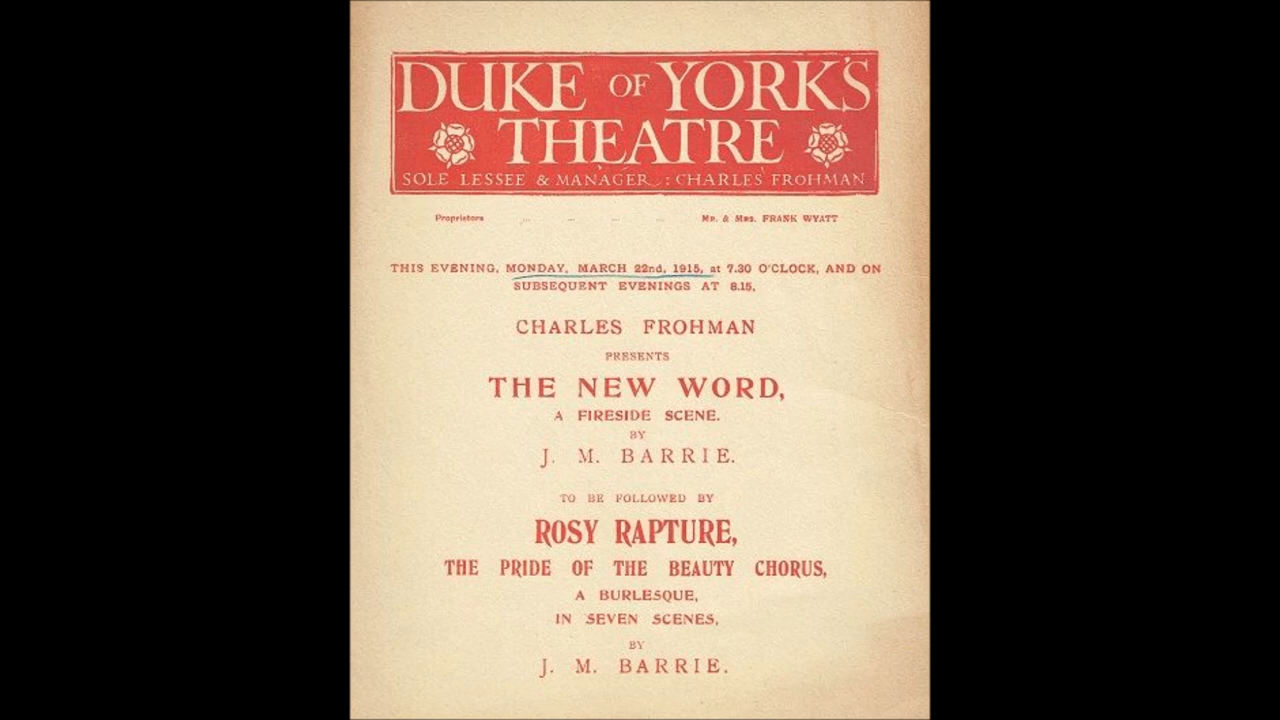 DUKE OF YORK'S
THEATRE
SOLE LESSEE & MANAGER : CHARLES FROHMAN
Proprietors ... ... ... ... MR. & MRS. FRANK WYATT
THIS EVENING, MONDAY, MARCH 22nd, 1915, at 7.30 O'CLOCK, AND ON
SUBSEQUENT EVENINGS AT 8.15,
CHARLES FROHMAN
PRESENTS
THE NEW WORD,
A FIRESIDE SCENE.
BY
J. M. BARRIE.
TO BE FOLLOWED BY
ROSY RAPTURE,
THE PRIDE OF THE BEAUTY CHORUS,
A BURLESQUE,
IN SEVEN SCENES,
BY
J. M. BARRIE.